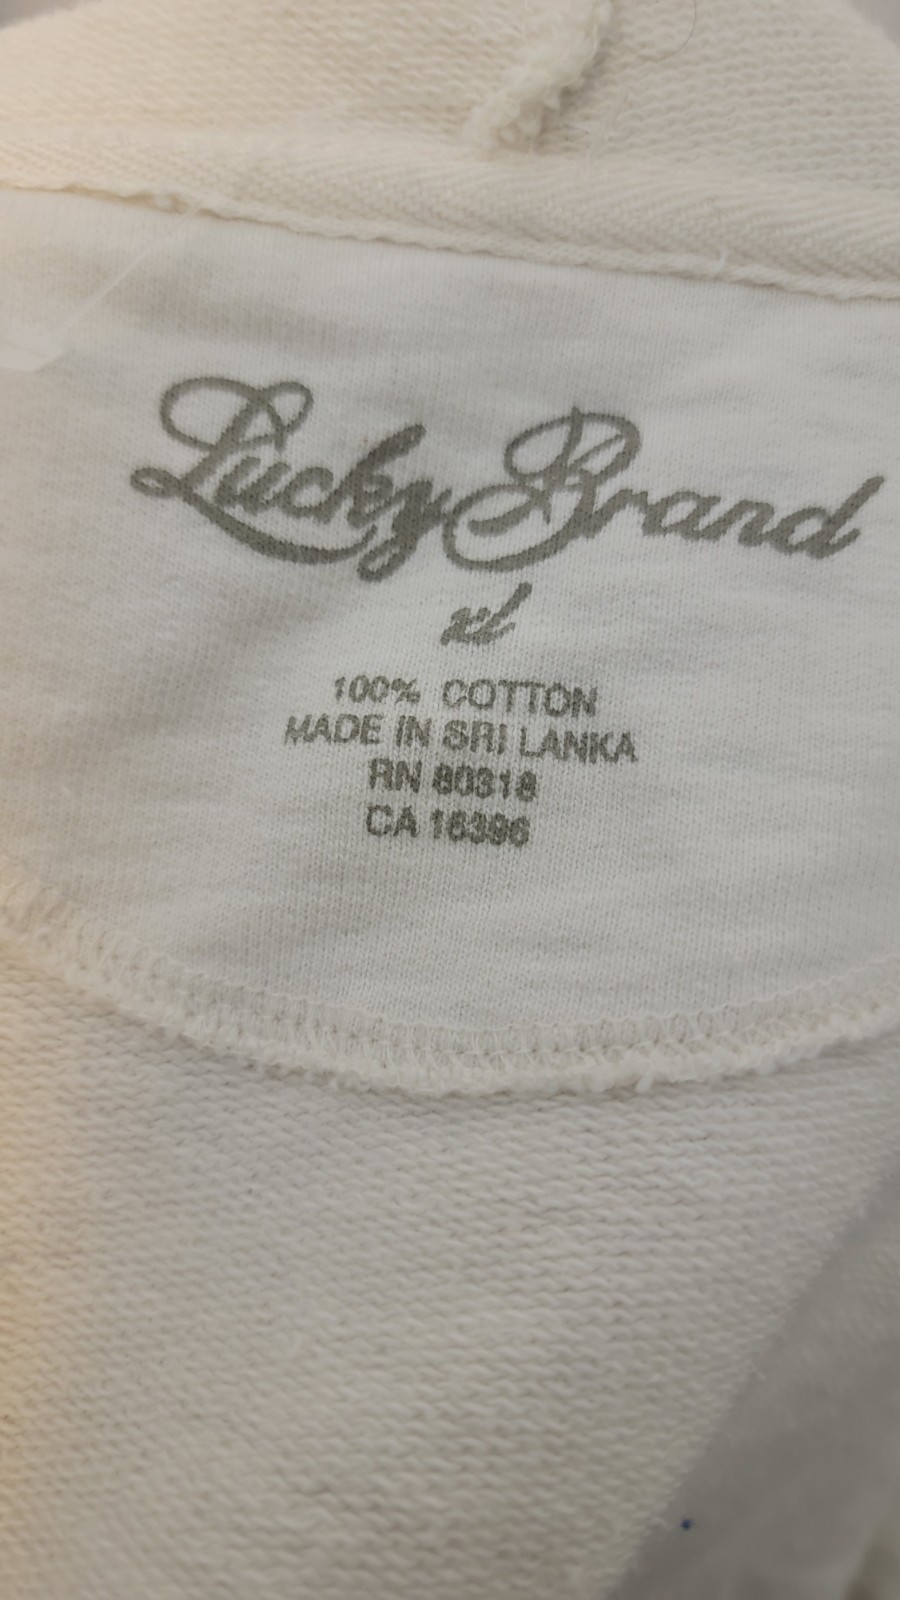 Lucky Brand
xl
100% COTTON
MADE IN SRI LANKA
RN 80318
CA 16396